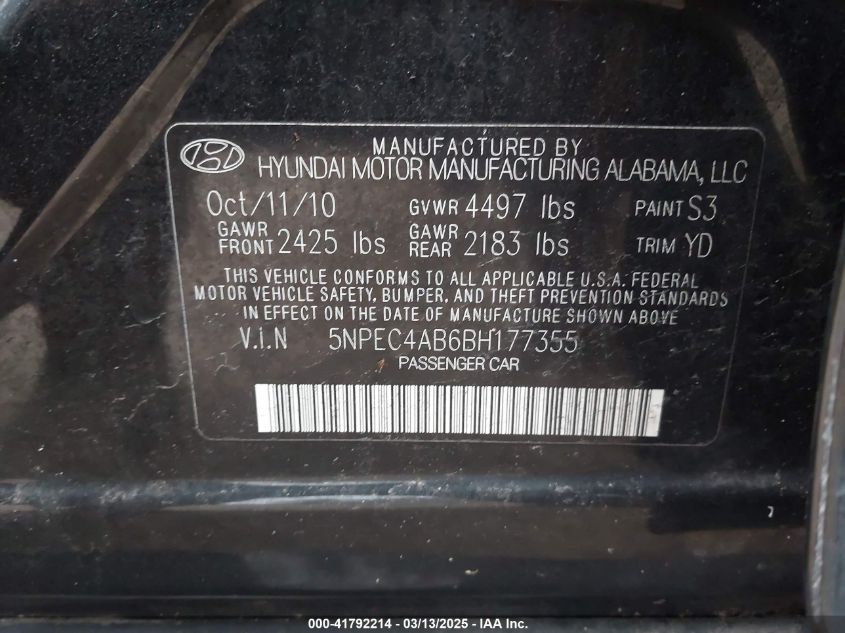 MANUFACTURED BY
HYUNDAI MOTOR MANUFACTURING ALABAMA, LLC
Oct/11/10 GVWR 4497 lbs PAINT S3
GAWR FRONT 2425 lbs GAWR REAR 2183 lbs TRIM YD
THIS VEHICLE CONFORMS TO ALL APPLICABLE U.S.A. FEDERAL
MOTOR VEHICLE SAFETY, BUMPER, AND THEFT PREVENTION STANDARDS
IN EFFECT ON THE DATE OF MANUFACTURE SHOWN ABOVE
V.i.N 5NPEC4AB6BH177355
PASSENGER CAR
000-41792214 - 03/13/2025 - IAA Inc.